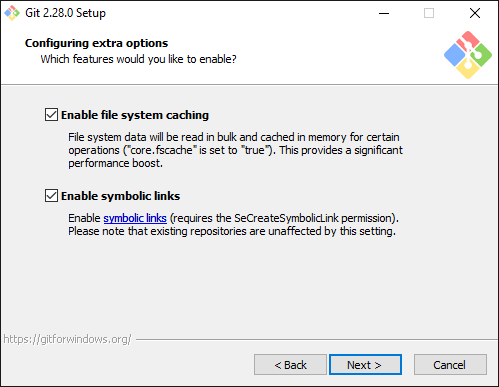 Git 2.28.0 Setup
Configuring extra options
Which features would you like to enable?
Enable file system caching
File system data will be read in bulk and cached in memory for certain
operations ("core.fscache" is set to "true"). This provides a significant
performance boost.
Enable symbolic links
Enable symbolic links (requires the SeCreateSymbolicLink permission).
Please note that existing repositories are unaffected by this setting.
https://gitforwindows.org/
< Back
Next >
Cancel